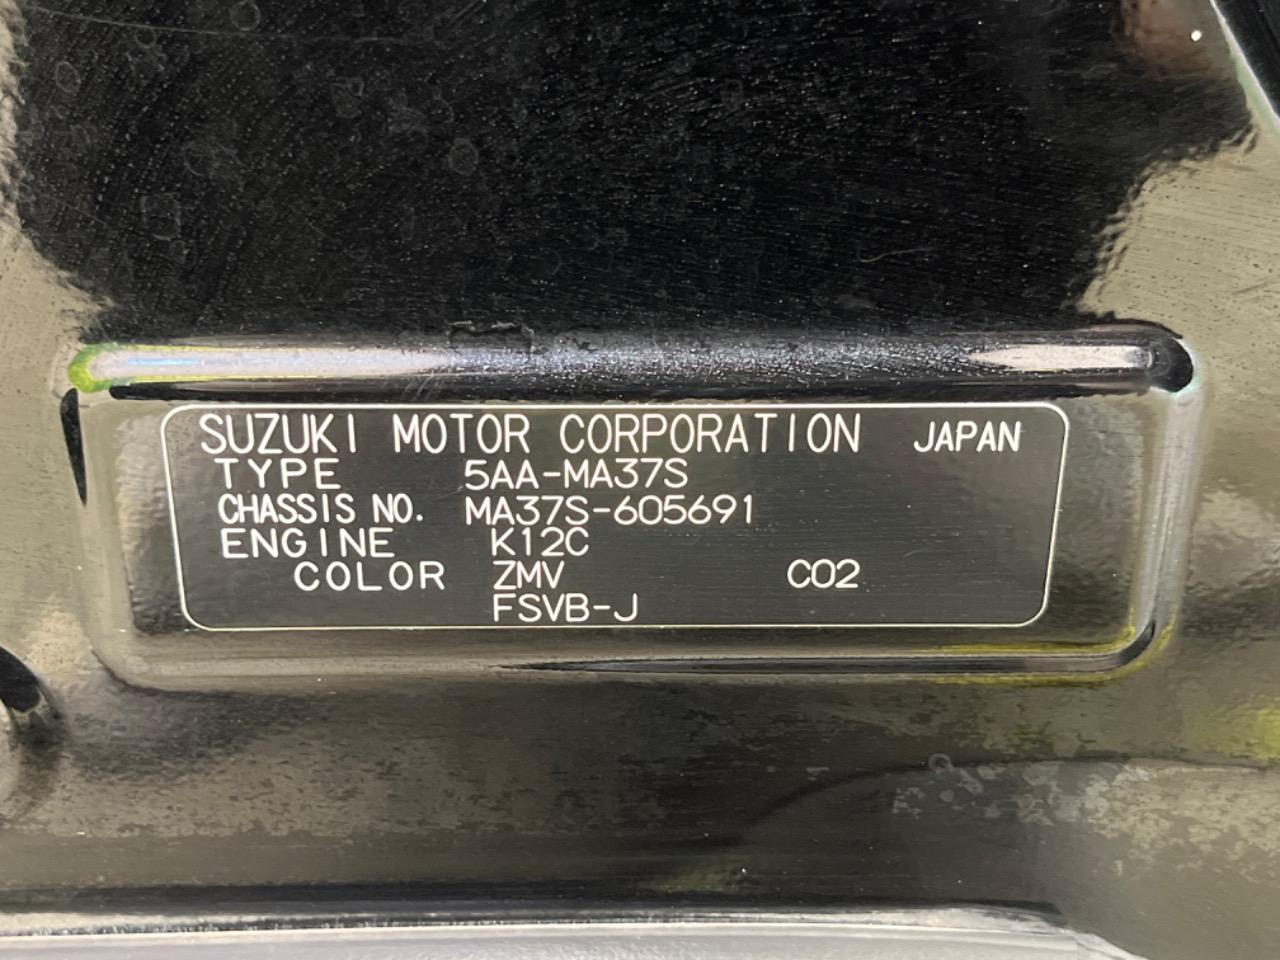 SUZUKI MOTOR CORPORATION JAPAN
TYPE 5AA-MA37S
CHASSIS NO. MA37S-605691
ENGINE K12C
COLOR ZMV C02
FSVB-J